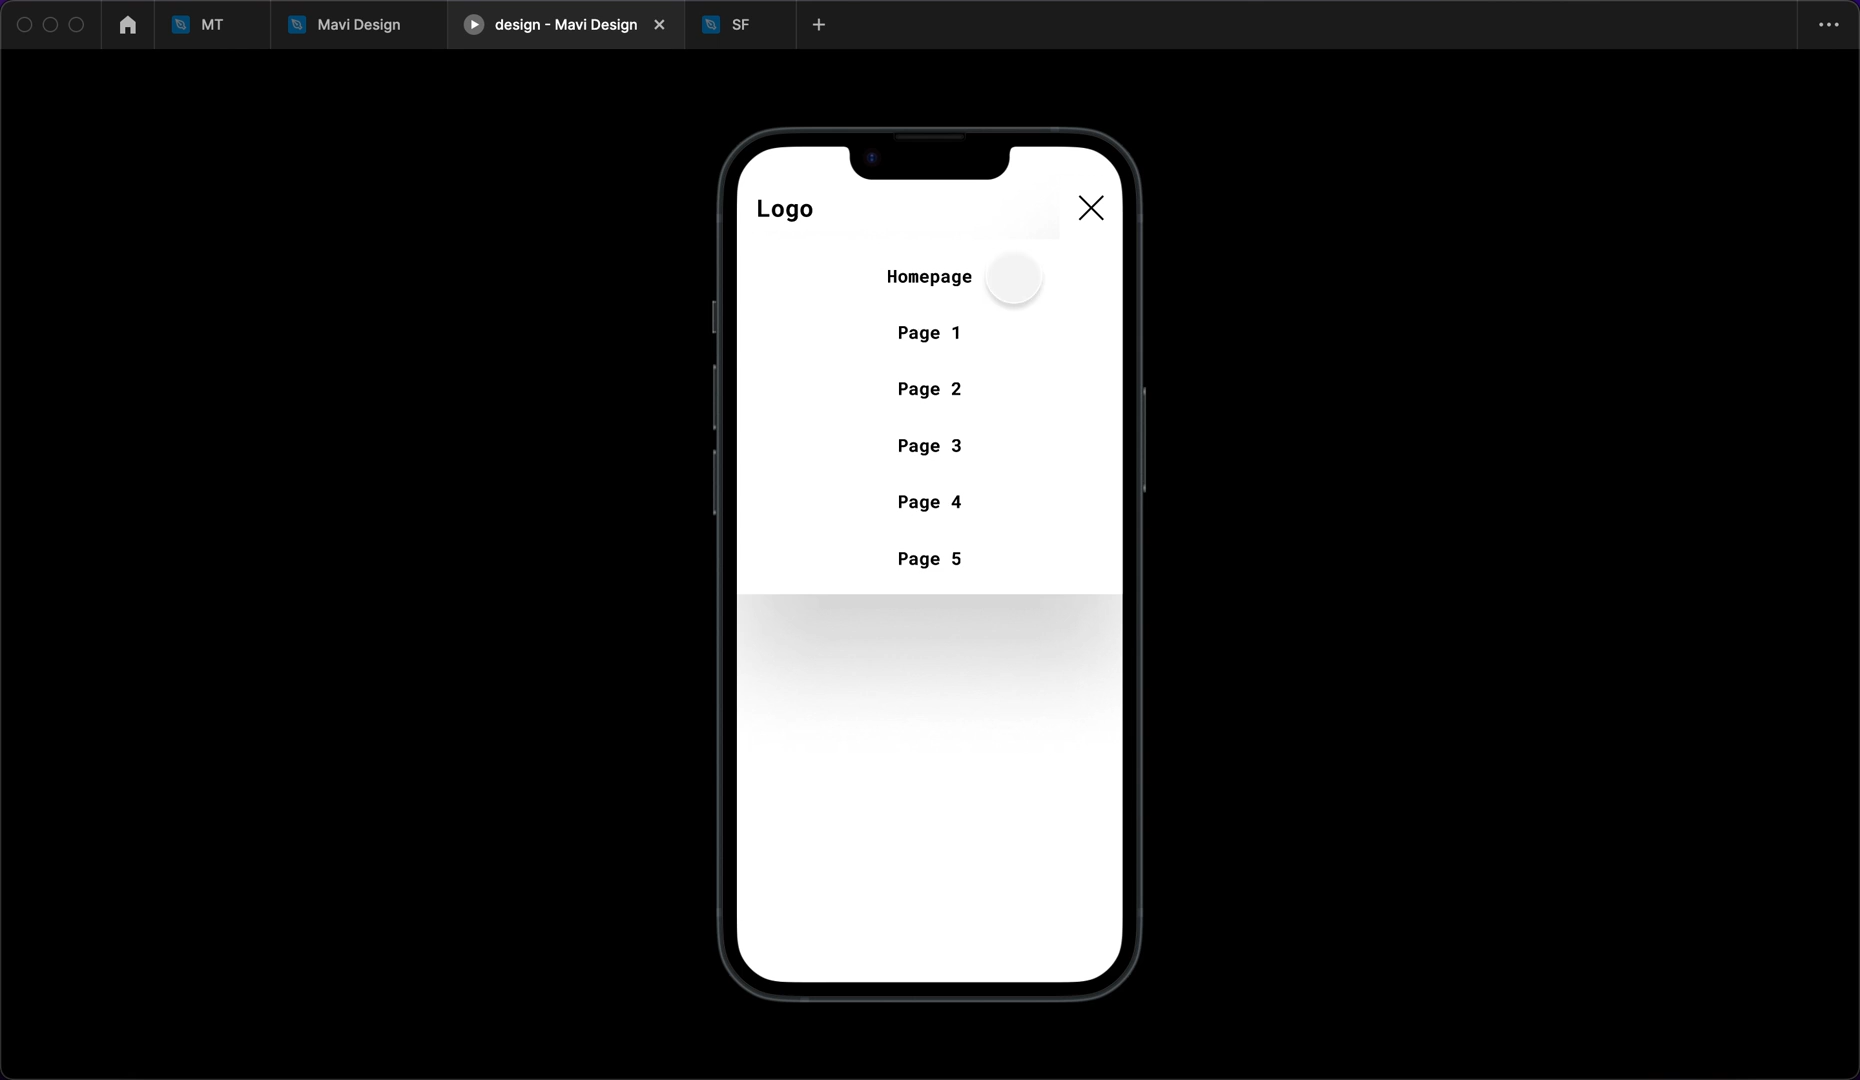 MT
Mavi Design
design - Mavi Design
SF
Logo
Homepage
Page 1
Page 2
Page 3
Page 4
Page 5